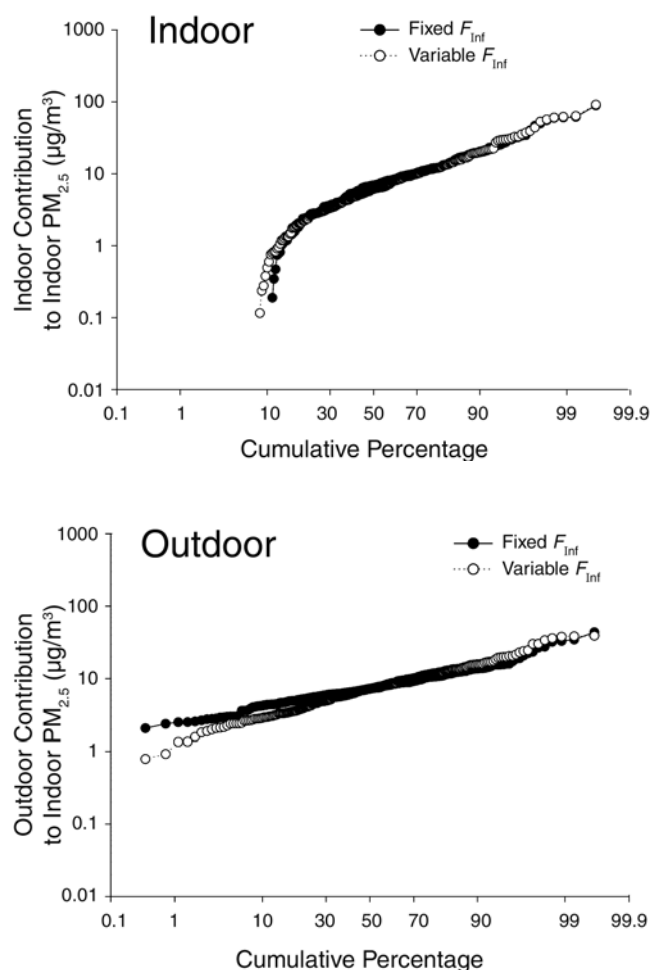 Indoor
Fixed F_Inf
Variable F_Inf
1000
100
10
1
0.1
0.01
Indoor Contribution
to Indoor PM₂.₅ (µg/m³)
0.1 1 10 30 50 70 90 99 99.9
Cumulative Percentage
Outdoor
Fixed F_Inf
Variable F_Inf
1000
100
10
1
0.1
0.01
Outdoor Contribution
to Indoor PM₂.₅ (µg/m³)
0.1 1 10 30 50 70 90 99 99.9
Cumulative Percentage